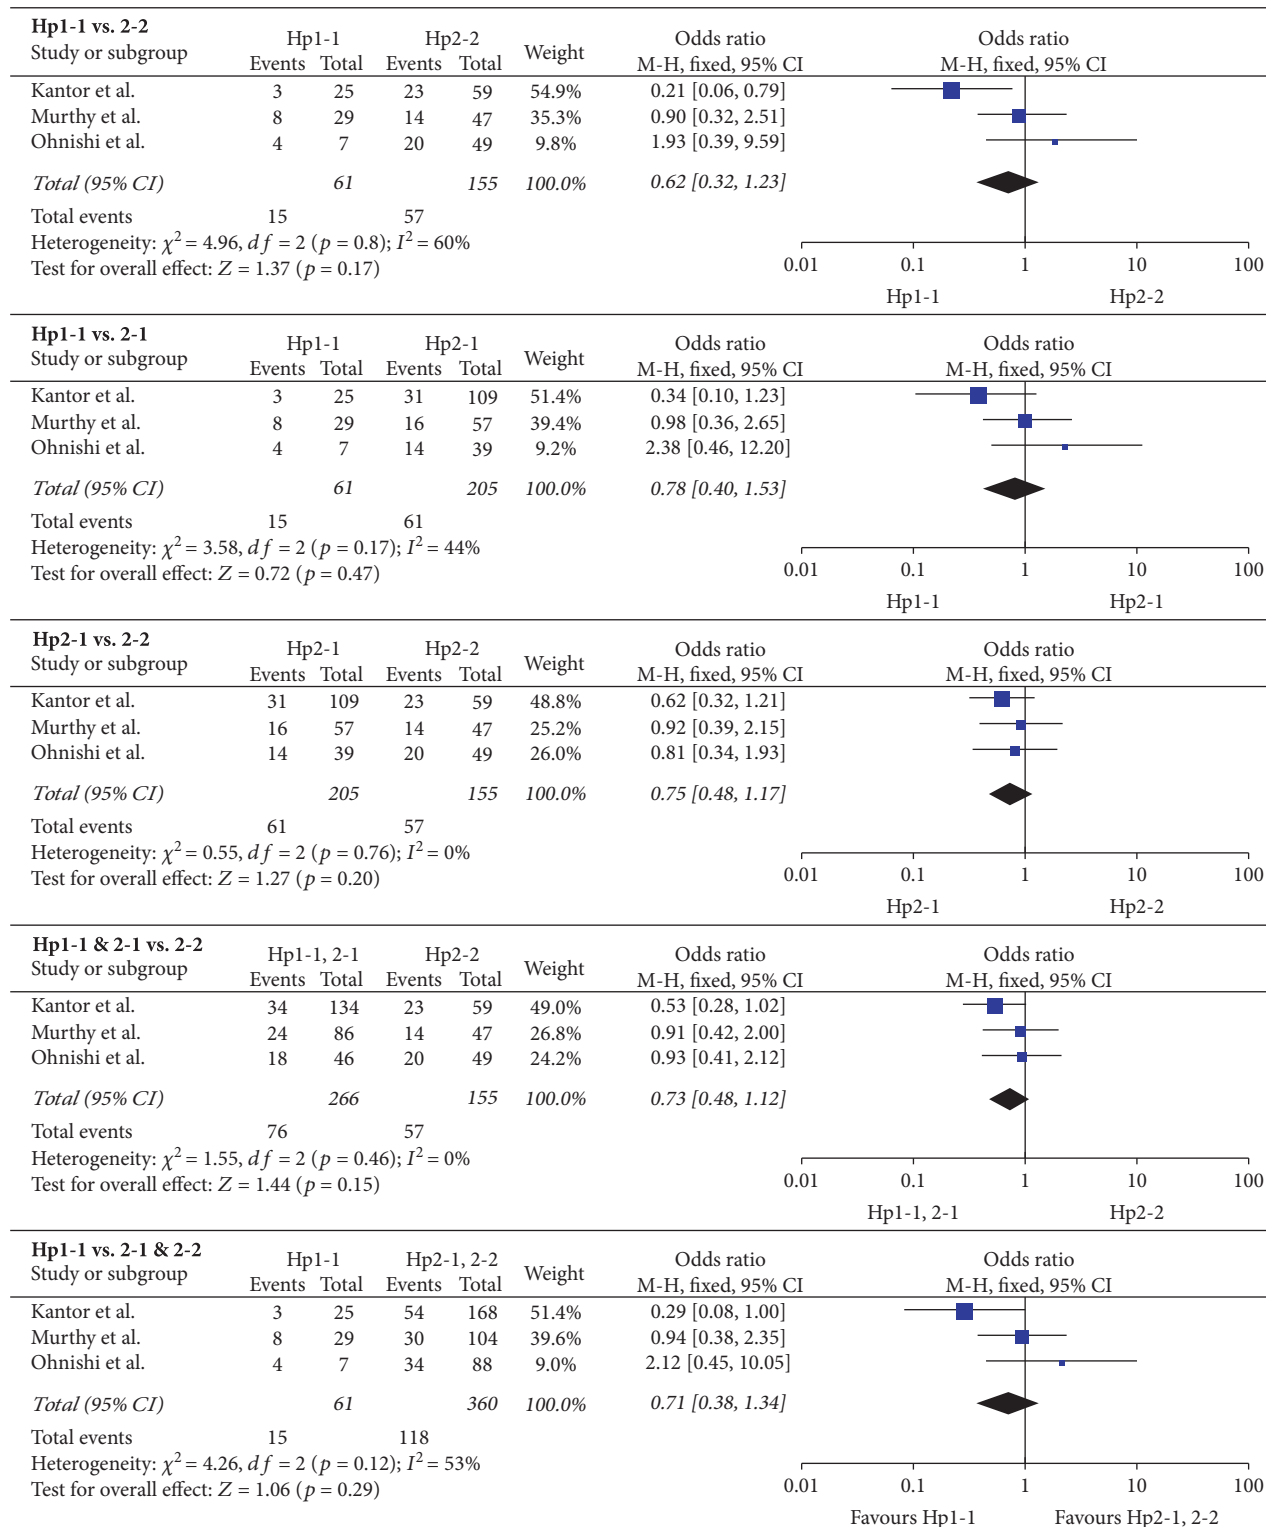 Hp1-1 vs. 2-2
Study or subgroup Hp1-1 Hp2-2 Weight Odds ratio Odds ratio
Events Total Events Total M-H, fixed, 95% CI M-H, fixed, 95% CI
Kantor et al. 3 25 23 59 54.9% 0.21 [0.06, 0.79]
Murthy et al. 8 29 14 47 35.3% 0.90 [0.32, 2.51]
Ohnishi et al. 4 7 20 49 9.8% 1.93 [0.39, 9.59]
Total (95% CI) 61 155 100.0% 0.62 [0.32, 1.23]
Total events 15 57
Heterogeneity: χ² = 4.96, df = 2 (p = 0.8); I² = 60%
Test for overall effect: Z = 1.37 (p = 0.17)
0.01 0.1 1 10 100
Hp1-1 Hp2-2
Hp1-1 vs. 2-1
Study or subgroup Hp1-1 Hp2-1 Weight Odds ratio Odds ratio
Events Total Events Total M-H, fixed, 95% CI M-H, fixed, 95% CI
Kantor et al. 3 25 31 109 51.4% 0.34 [0.10, 1.23]
Murthy et al. 8 29 16 57 39.4% 0.98 [0.36, 2.65]
Ohnishi et al. 4 7 14 39 9.2% 2.38 [0.46, 12.20]
Total (95% CI) 61 205 100.0% 0.78 [0.40, 1.53]
Total events 15 61
Heterogeneity: χ² = 3.58, df = 2 (p = 0.17); I² = 44%
Test for overall effect: Z = 0.72 (p = 0.47)
0.01 0.1 1 10 100
Hp1-1 Hp2-1
Hp2-1 vs. 2-2
Study or subgroup Hp2-1 Hp2-2 Weight Odds ratio Odds ratio
Events Total Events Total M-H, fixed, 95% CI M-H, fixed, 95% CI
Kantor et al. 31 109 23 59 48.8% 0.62 [0.32, 1.21]
Murthy et al. 16 57 14 47 25.2% 0.92 [0.39, 2.15]
Ohnishi et al. 14 39 20 49 26.0% 0.81 [0.34, 1.93]
Total (95% CI) 205 155 100.0% 0.75 [0.48, 1.17]
Total events 61 57
Heterogeneity: χ² = 0.55, df = 2 (p = 0.76); I² = 0%
Test for overall effect: Z = 1.27 (p = 0.20)
0.01 0.1 1 10 100
Hp2-1 Hp2-2
Hp1-1 & 2-1 vs. 2-2
Study or subgroup Hp1-1, 2-1 Hp2-2 Weight Odds ratio Odds ratio
Events Total Events Total M-H, fixed, 95% CI M-H, fixed, 95% CI
Kantor et al. 34 134 23 59 49.0% 0.53 [0.28, 1.02]
Murthy et al. 24 86 14 47 26.8% 0.91 [0.42, 2.00]
Ohnishi et al. 18 46 20 49 24.2% 0.93 [0.41, 2.12]
Total (95% CI) 266 155 100.0% 0.73 [0.48, 1.12]
Total events 76 57
Heterogeneity: χ² = 1.55, df = 2 (p = 0.46); I² = 0%
Test for overall effect: Z = 1.44 (p = 0.15)
0.01 0.1 1 10 100
Hp1-1, 2-1 Hp2-2
Hp1-1 vs. 2-1 & 2-2
Study or subgroup Hp1-1 Hp2-1, 2-2 Weight Odds ratio Odds ratio
Events Total Events Total M-H, fixed, 95% CI M-H, fixed, 95% CI
Kantor et al. 3 25 54 168 51.4% 0.29 [0.08, 1.00]
Murthy et al. 8 29 30 104 39.6% 0.94 [0.38, 2.35]
Ohnishi et al. 4 7 34 88 9.0% 2.12 [0.45, 10.05]
Total (95% CI) 61 360 100.0% 0.71 [0.38, 1.34]
Total events 15 118
Heterogeneity: χ² = 4.26, df = 2 (p = 0.12); I² = 53%
Test for overall effect: Z = 1.06 (p = 0.29)
0.01 0.1 1 10 100
Favours Hp1-1 Favours Hp2-1, 2-2